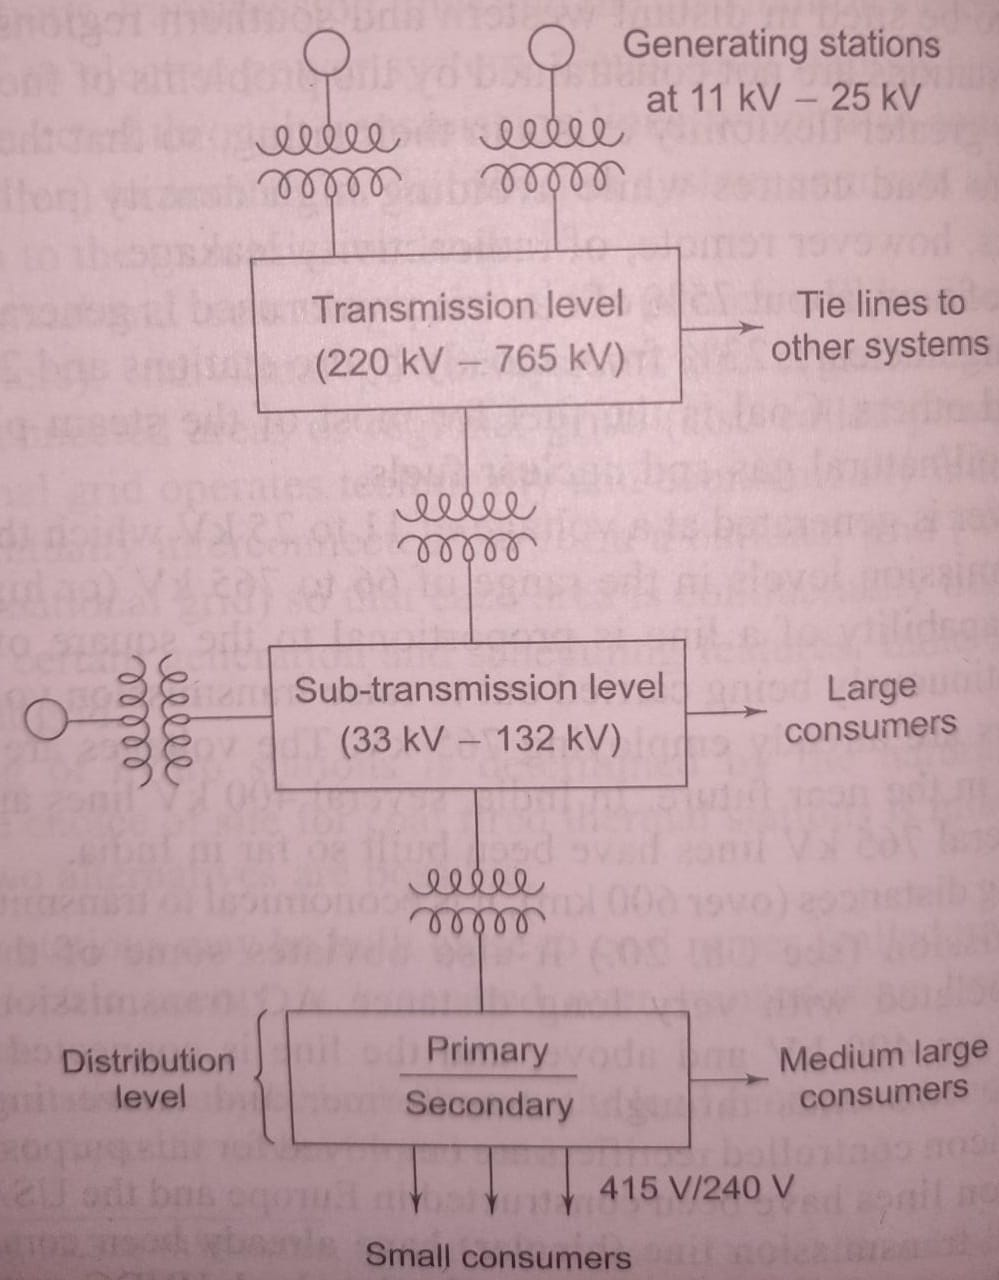 Generating stations
at 11 kV – 25 kV
Transmission level
(220 kV – 765 kV)
Tie lines to
other systems
Sub-transmission level
(33 kV – 132 kV)
Large
consumers
Distribution
level
Primary
Secondary
Medium large
consumers
415 V/240 V
Small consumers